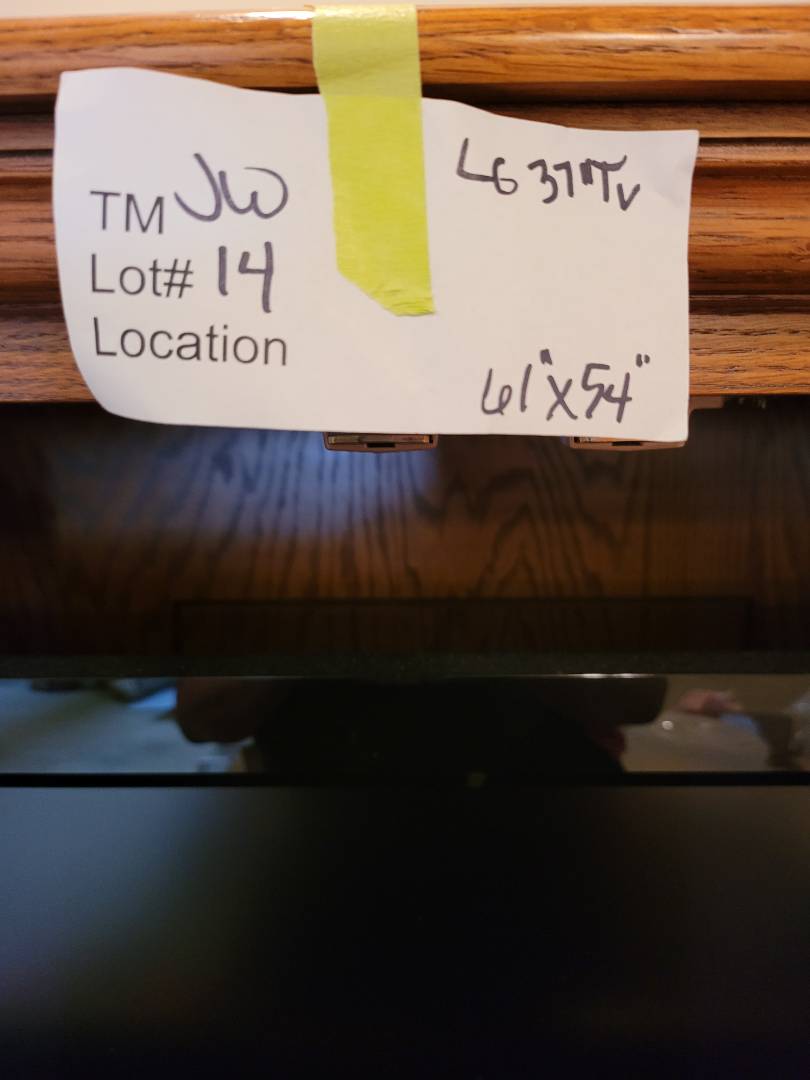 TM JW
Lot# 14
Location
LG 37" TV
61" X 54"